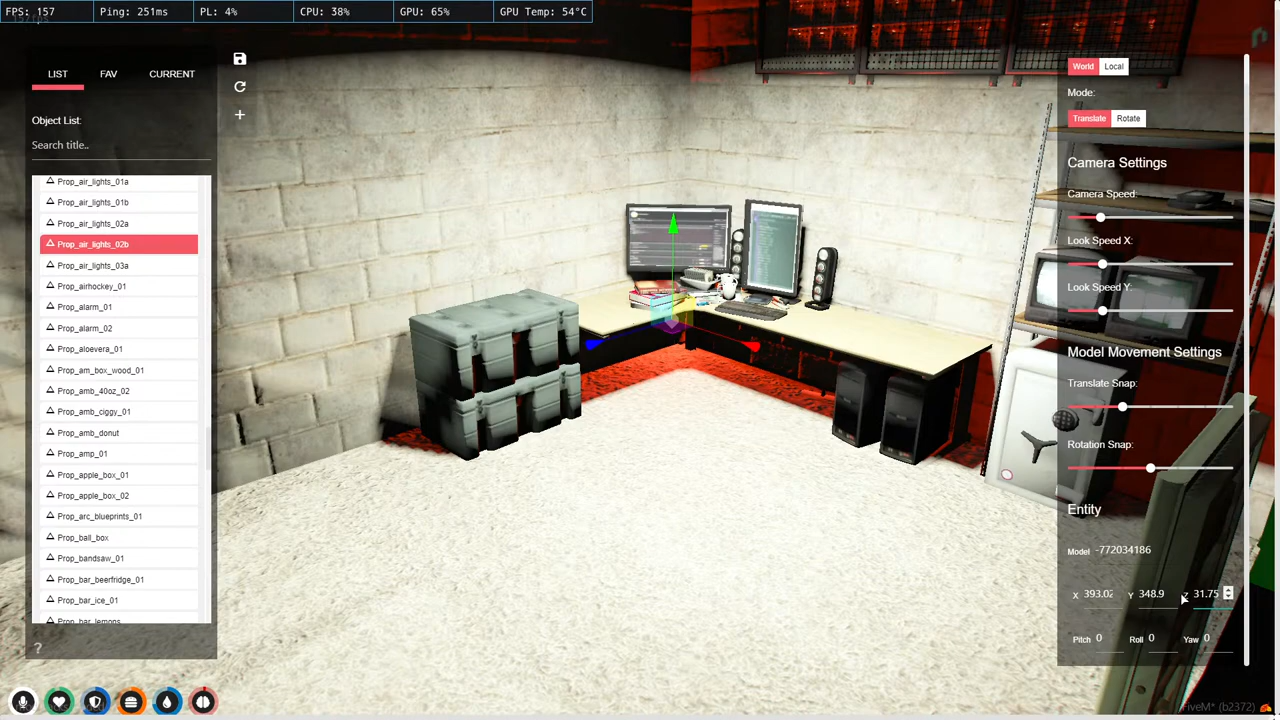 FPS: 157
Ping: 251ms
PL: 4%
CPU: 38%
GPU: 65%
GPU Temp: 54°C
LIST
FAV
CURRENT
Object List:
Search title..
Prop_air_lights_01a
Prop_air_lights_01b
Prop_air_lights_02a
Prop_air_lights_02b
Prop_air_lights_03a
Prop_airhockey_01
Prop_alarm_01
Prop_alarm_02
Prop_aloevera_01
Prop_am_box_wood_01
Prop_amb_40oz_02
Prop_amb_ciggy_01
Prop_amb_donut
Prop_amp_01
Prop_apple_box_01
Prop_apple_box_02
Prop_arc_blueprints_01
Prop_ball_box
Prop_bandsaw_01
Prop_bar_beerfridge_01
Prop_bar_ice_01
Prop_bar_lemons
?
World Local
Mode:
Translate Rotate
Camera Settings
Camera Speed:
Look Speed X:
Look Speed Y:
Model Movement Settings
Translate Snap:
Rotation Snap:
Entity
Model -772034186
X 393.02 Y 348.9 Z 31.75
Pitch 0 Roll 0 Yaw 0
FiveM* (b2372)